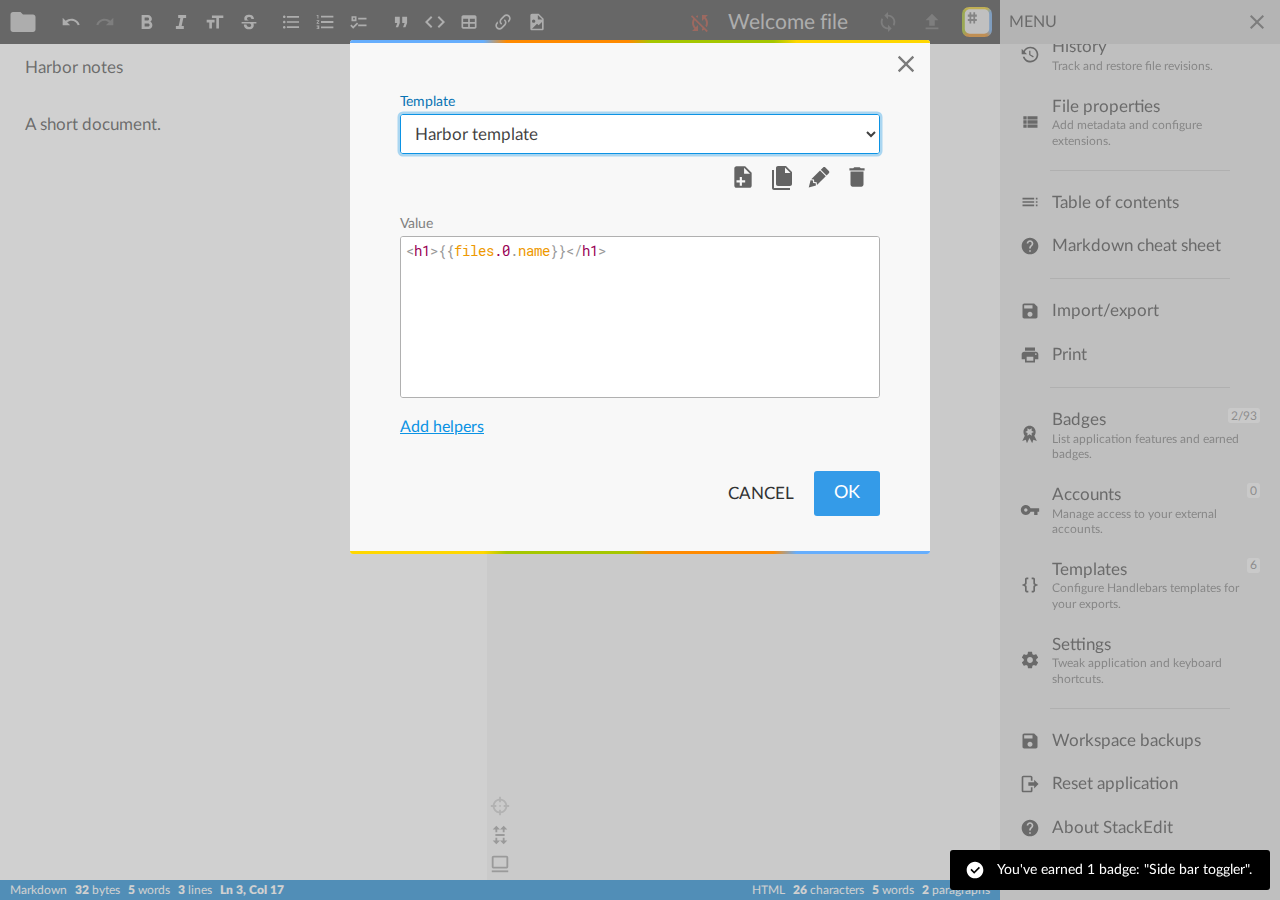 Welcome file
MENU
Harbor notes
A short document.
Template
Harbor template
Value
<h1>{{files.0.name}}</h1>
Add helpers
CANCEL
OK
History
Track and restore file revisions.
File properties
Add metadata and configure
extensions.
Table of contents
Markdown cheat sheet
Import/export
Print
Badges
2/93
List application features and earned
badges.
Accounts
0
Manage access to your external
accounts.
Templates
6
Configure Handlebars templates for
your exports.
Settings
Tweak application and keyboard
shortcuts.
Workspace backups
Reset application
About StackEdit
You've earned 1 badge: "Side bar toggler".
Markdown 32 bytes 5 words 3 lines Ln 3, Col 17
HTML 26 characters 5 words 2 paragraphs